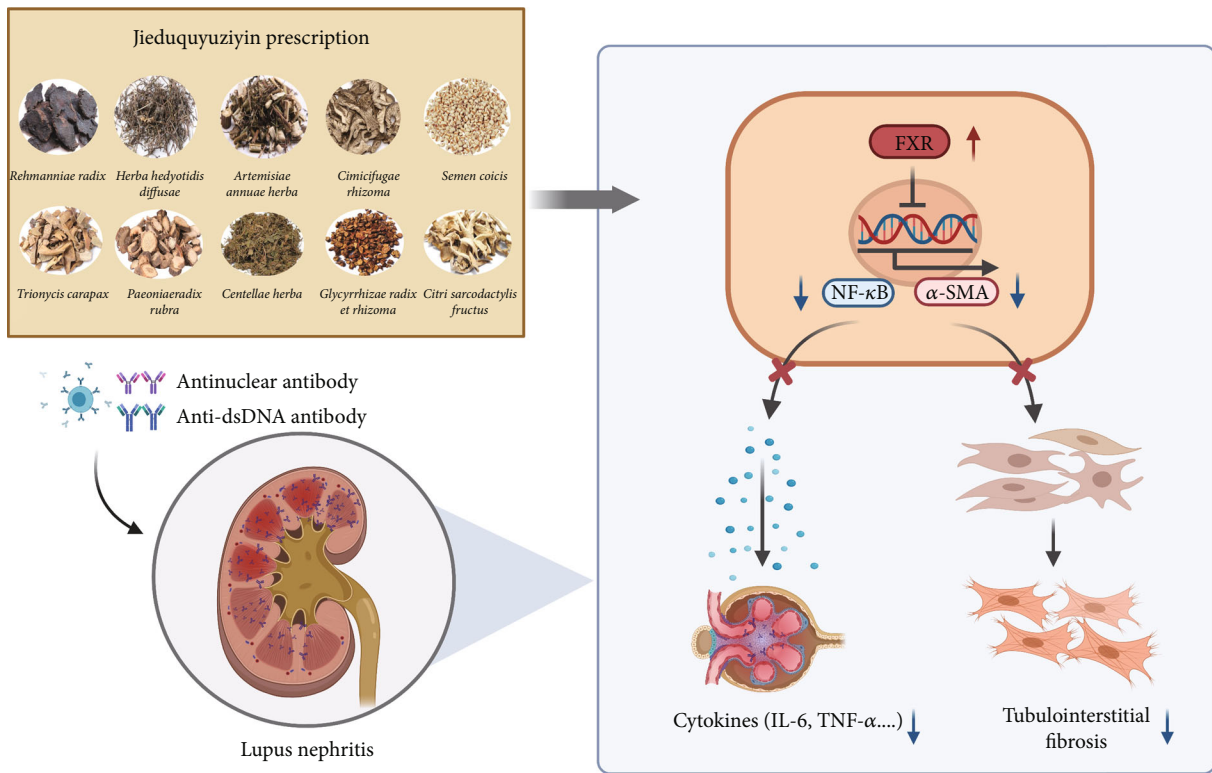 Jieduquyuziyin prescription
Rehmanniae radix
Herba hedyotidis
diffusae
Artemisiae
annuae herba
Cimicifugae
rhizoma
Semen coicis
Trionycis carapax
Paeoniaeradix
rubra
Centellae herba
Glycyrrhizae radix
et rhizoma
Citri sarcodactylis
fructus
Antinuclear antibody
Anti-dsDNA antibody
Lupus nephritis
FXR
NF-κB
α-SMA
Cytokines (IL-6, TNF-α....)
Tubulointerstitial
fibrosis